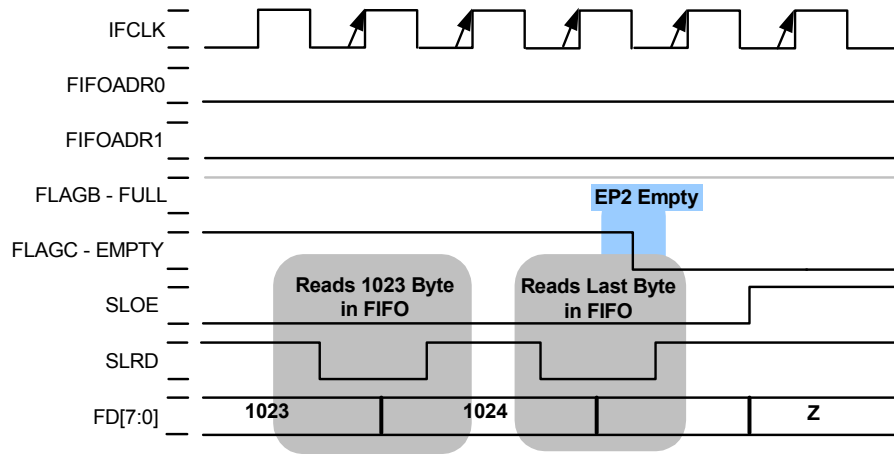 IFCLK
FIFOADR0
FIFOADR1
FLAGB - FULL
EP2 Empty
FLAGC - EMPTY
Reads 1023 Byte
in FIFO
Reads Last Byte
in FIFO
SLOE
SLRD
FD[7:0]
1023
1024
Z